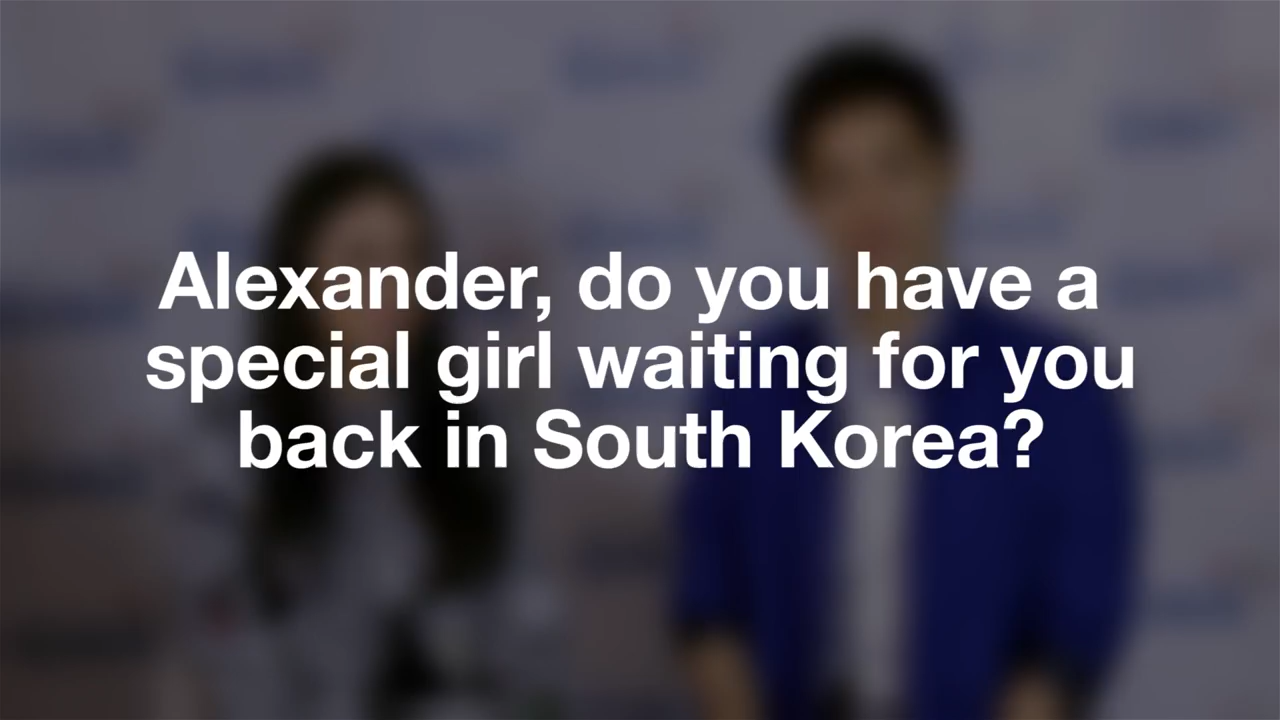 Alexander, do you have a
special girl waiting for you
back in South Korea?